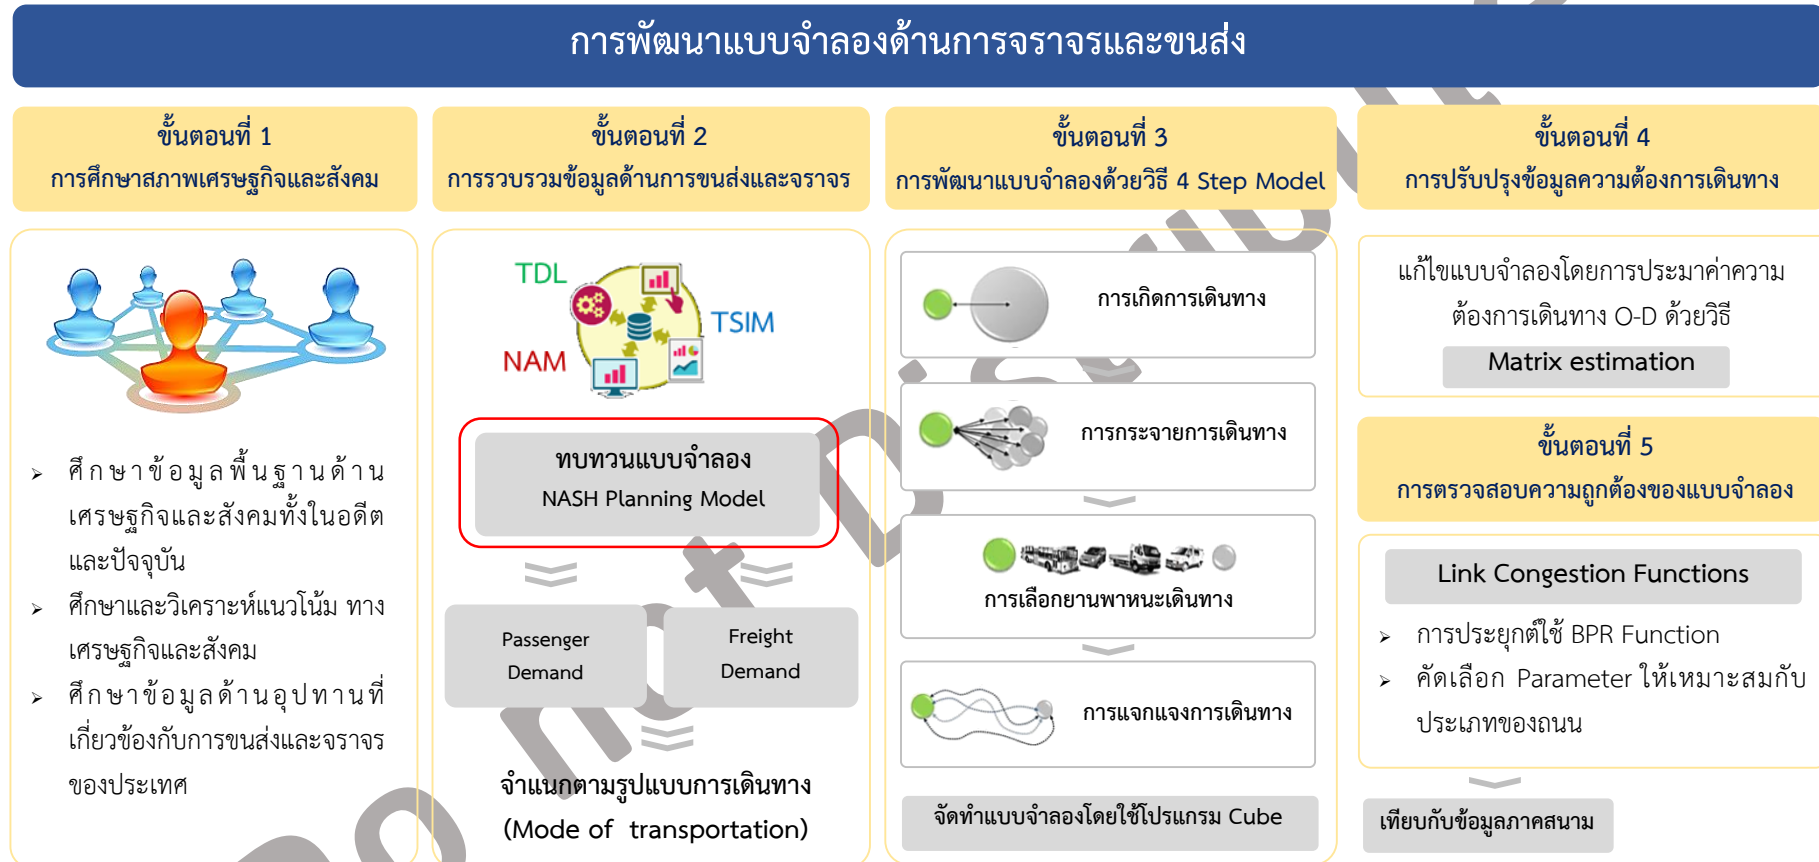 การพัฒนาแบบจำลองด้านการจราจรและขนส่ง
ขั้นตอนที่ 1
การศึกษาสภาพเศรษฐกิจและสังคม
➢ ศึกษาข้อมูลพื้นฐานด้าน
เศรษฐกิจและสังคมทั้งในอดีต
และปัจจุบัน
➢ ศึกษาและวิเคราะห์แนวโน้ม ทาง
เศรษฐกิจและสังคม
➢ ศึกษาข้อมูลด้านอุปทานที่
เกี่ยวข้องกับการขนส่งและจราจร
ของประเทศ
ขั้นตอนที่ 2
การรวบรวมข้อมูลด้านการขนส่งและจราจร
TDL
TSIM
NAM
ทบทวนแบบจำลอง
NASH Planning Model
Passenger
Demand
Freight
Demand
จำแนกตามรูปแบบการเดินทาง
(Mode of transportation)
ขั้นตอนที่ 3
การพัฒนาแบบจำลองด้วยวิธี 4 Step Model
การเกิดการเดินทาง
การกระจายการเดินทาง
การเลือกยานพาหนะเดินทาง
การแจกแจงการเดินทาง
จัดทำแบบจำลองโดยใช้โปรแกรม Cube
ขั้นตอนที่ 4
การปรับปรุงข้อมูลความต้องการเดินทาง
แก้ไขแบบจำลองโดยการประมาค่าความ
ต้องการเดินทาง O-D ด้วยวิธี
Matrix estimation
ขั้นตอนที่ 5
การตรวจสอบความถูกต้องของแบบจำลอง
Link Congestion Functions
➢ การประยุกต์ใช้ BPR Function
➢ คัดเลือก Parameter ให้เหมาะสมกับ
ประเภทของถนน
เทียบกับข้อมูลภาคสนาม
Do not Distribute